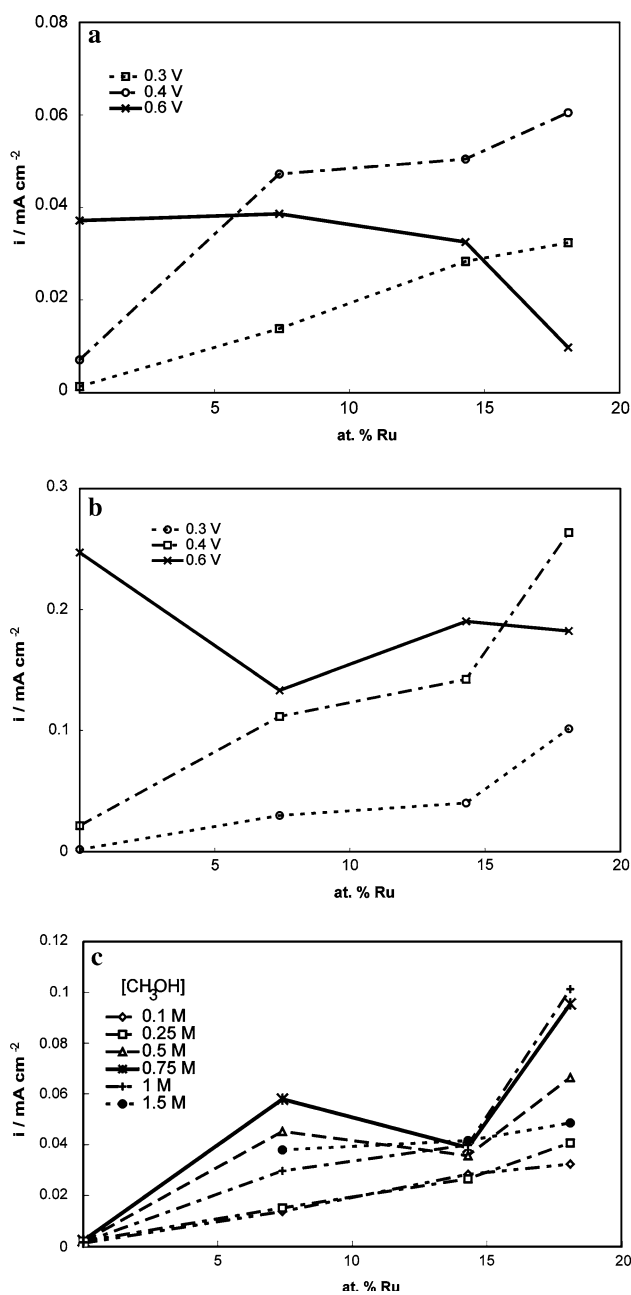 a
0.08
0.06
0.04
0.02
0
i / mA cm-2
0.3 V
0.4 V
0.6 V
5
10
15
20
at. % Ru
b
0.3
0.2
0.1
0
i / mA cm-2
0.3 V
0.4 V
0.6 V
5
10
15
20
at. % Ru
c
0.12
0.1
0.08
0.06
0.04
0.02
0
i / mA cm-2
[CH3OH]
0.1 M
0.25 M
0.5 M
0.75 M
1 M
1.5 M
5
10
15
20
at. % Ru